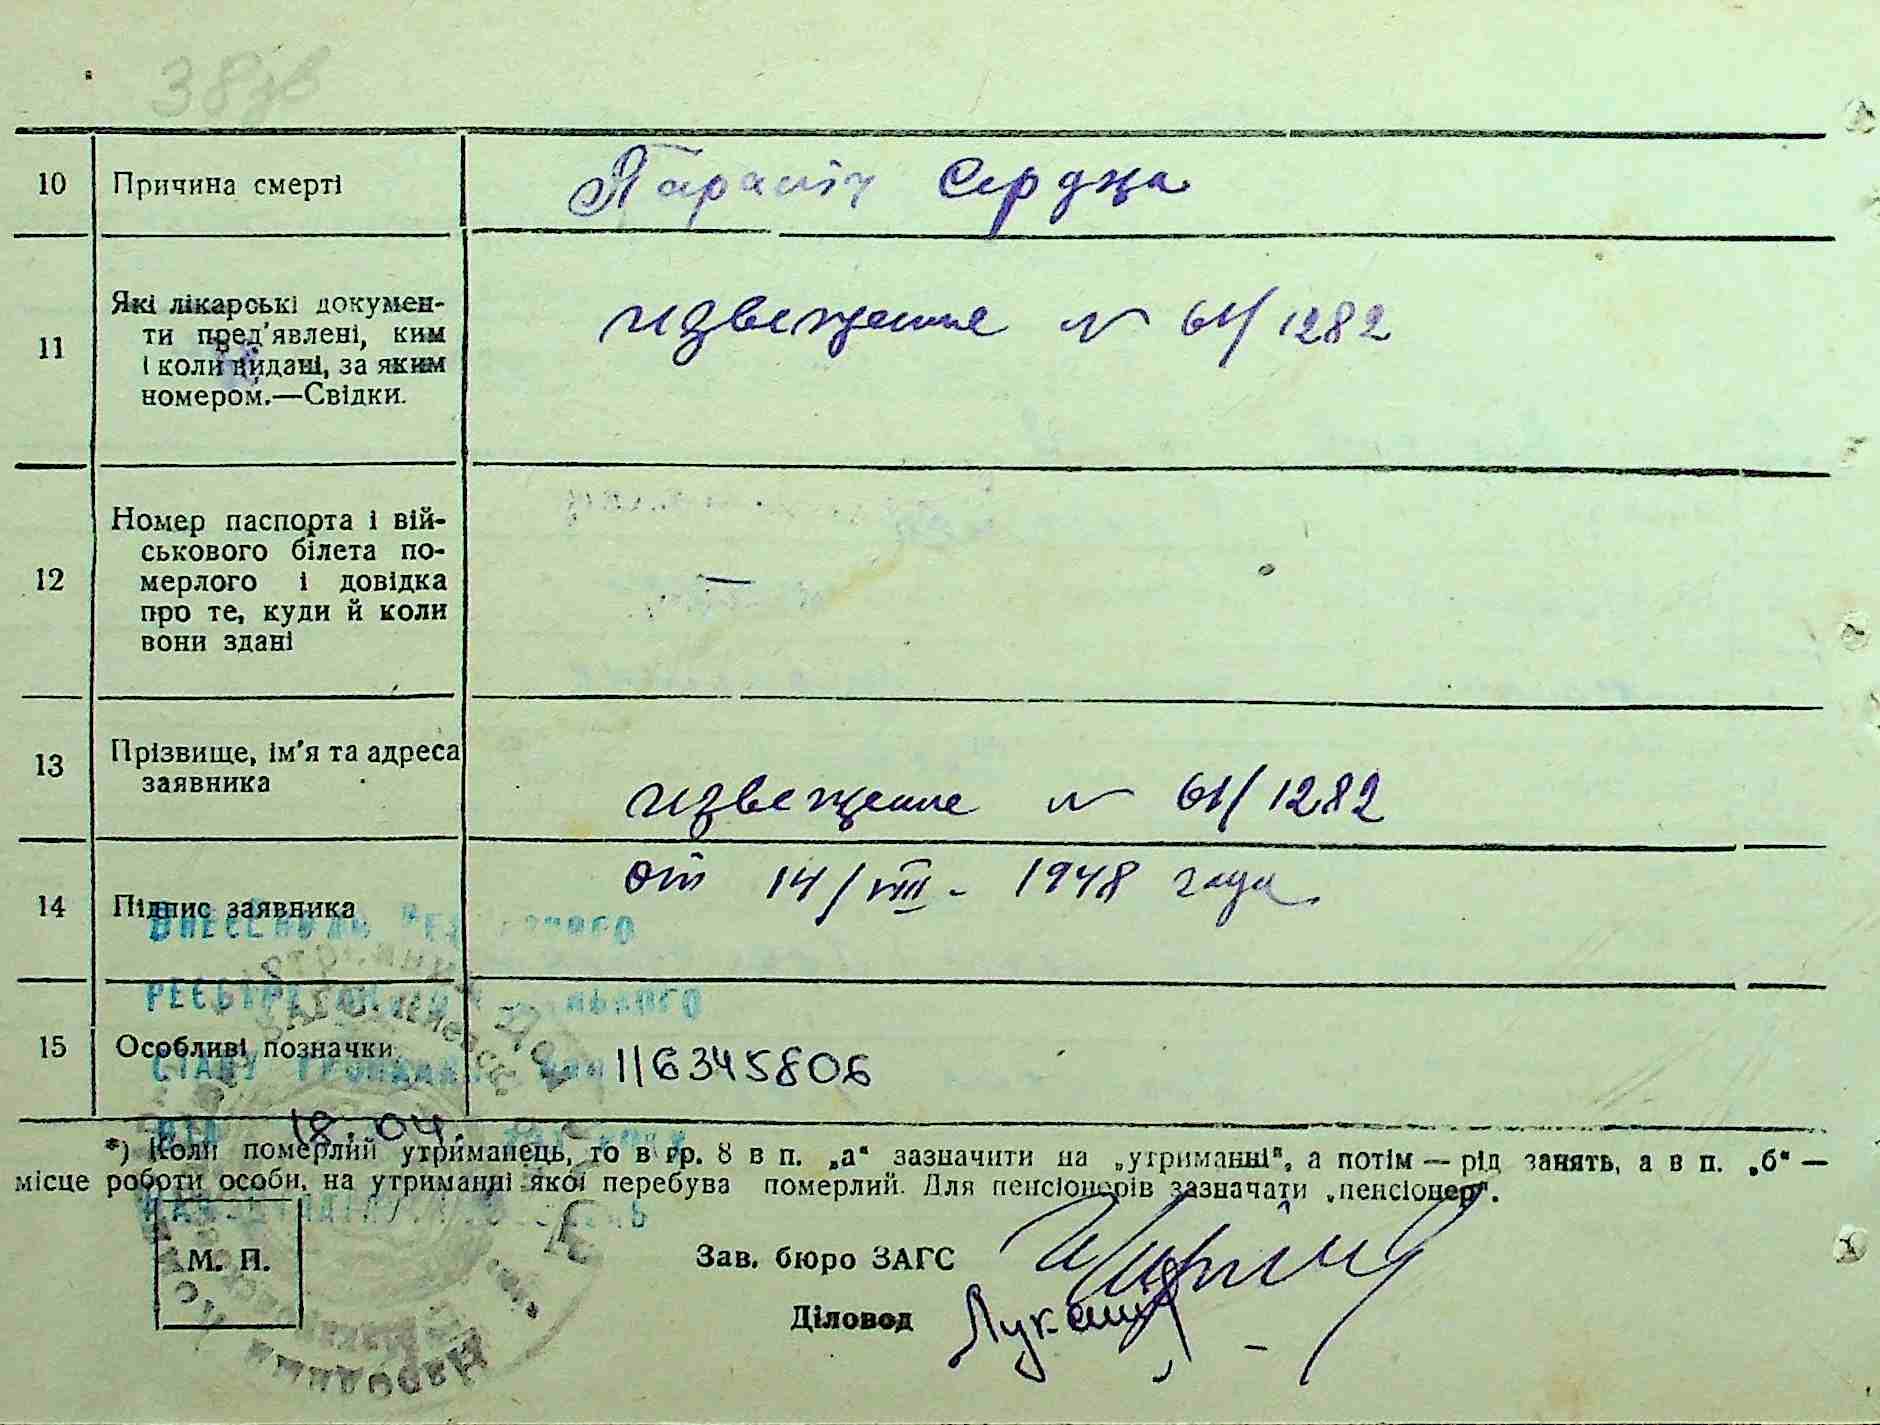 38зв
10 Причина смерті Параліч Серджа
11 Які лікарські докумен-
ти пред'явлені, ким
і коли видані, за яким
номером.—Свідки.
извещение № 61/1282
12 Номер паспорта і вій-
ськового білета по-
мерлого і довідка
про те, куди й коли
вони здані
—
13 Прізвище, ім'я та адреса
заявника
извещение № 61/1282
14 Підпис заявника
от 14/VIII - 1948 года.
15 Особливі позначки 116345806
18.04.
*) Коли померлий утриманець, то в гр. 8 в п. „а“ зазначити на „утриманні“, а потім — рід занять, а в п. „б“ —
місце роботи особи, на утриманні якої перебува померлий. Для пенсіонерів зазначати „пенсіонер“.
М. П.
Зав. бюро ЗАГС
Діловод